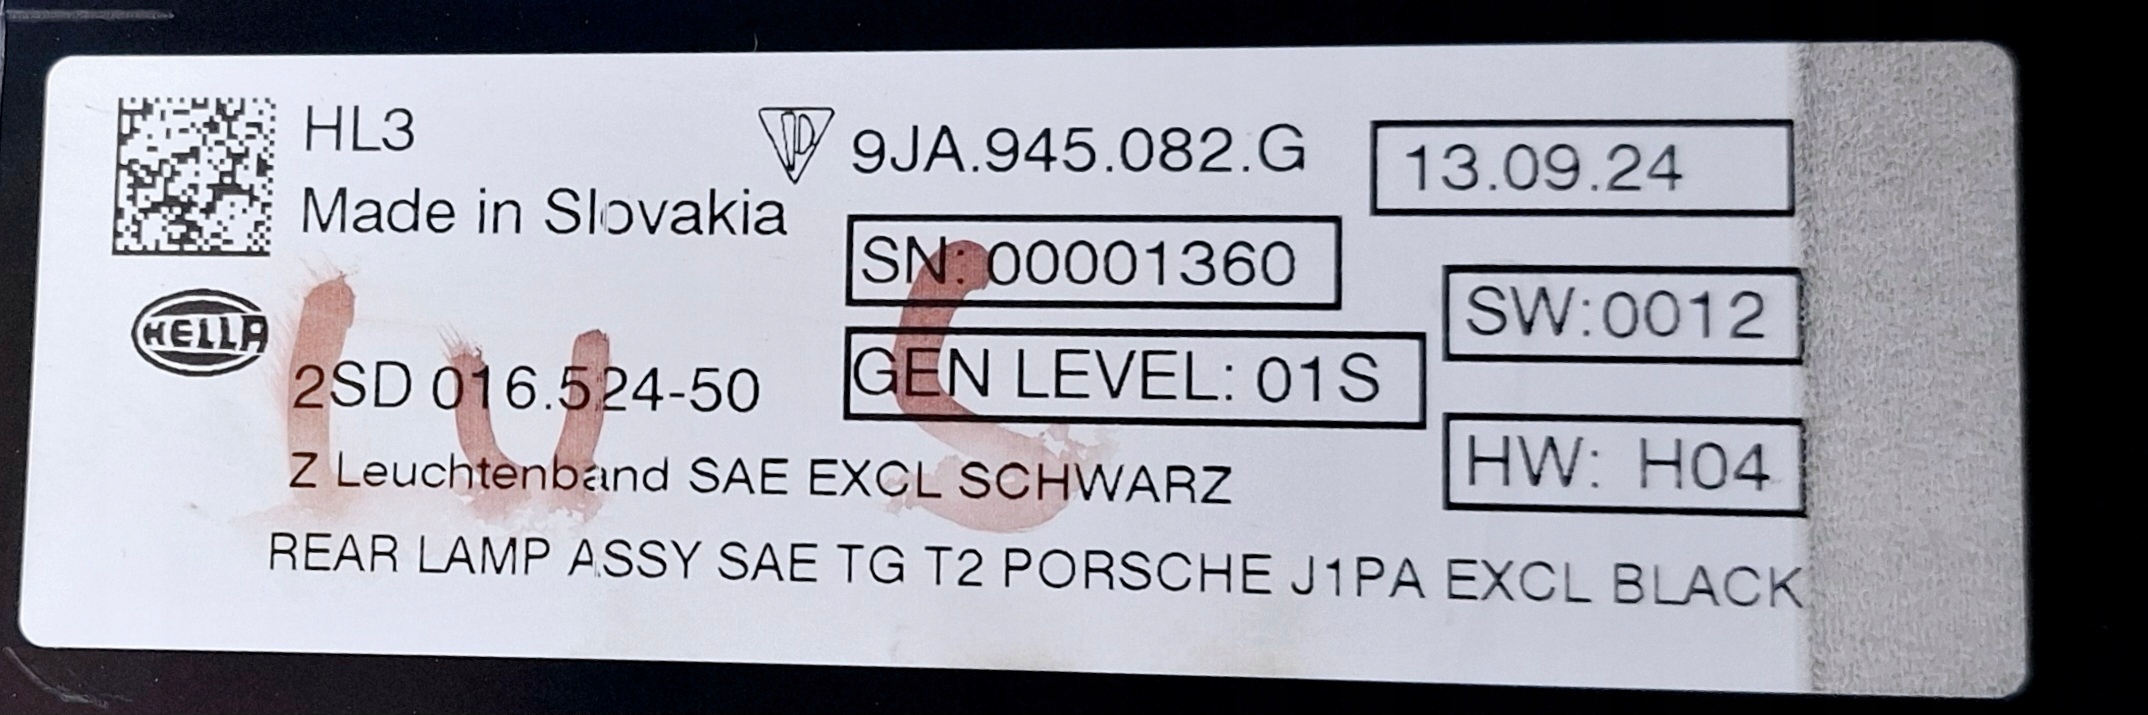 HL3
Made in Slovakia
9JA.945.082.G
13.09.24
SN: 00001360
SW:0012
HELLA
2SD 016.524-50
GEN LEVEL: 01S
HW: H04
Z Leuchtenband SAE EXCL SCHWARZ
REAR LAMP ASSY SAE TG T2 PORSCHE J1PA EXCL BLACK